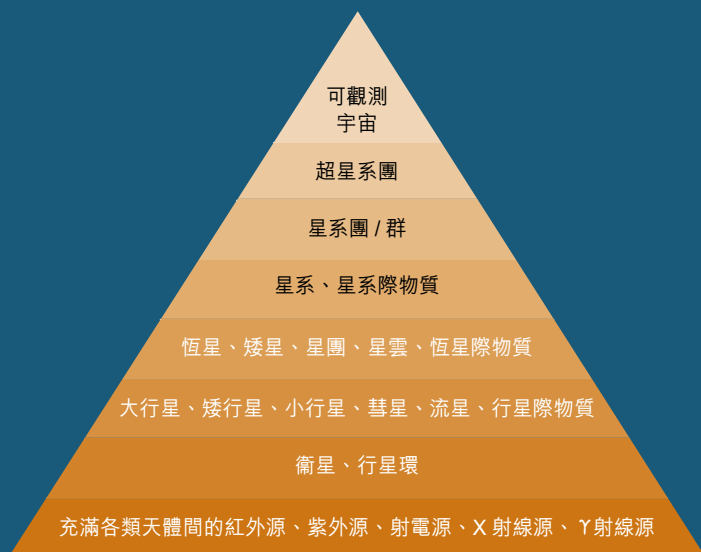 可觀測
宇宙
超星系團
星系團 / 群
星系、星系際物質
恆星、矮星、星團、星雲、恆星際物質
大行星、矮行星、小行星、彗星、流星、行星際物質
衞星、行星環
充滿各類天體間的紅外源、紫外源、射電源、X 射線源、ϒ射線源